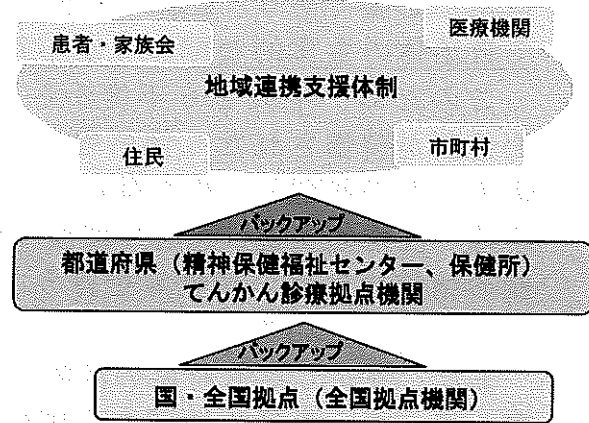 患者・家族会
医療機関
地域連携支援体制
住民
市町村
バックアップ
都道府県（精神保健福祉センター、保健所）
てんかん診療拠点機関
バックアップ
国・全国拠点（全国拠点機関）